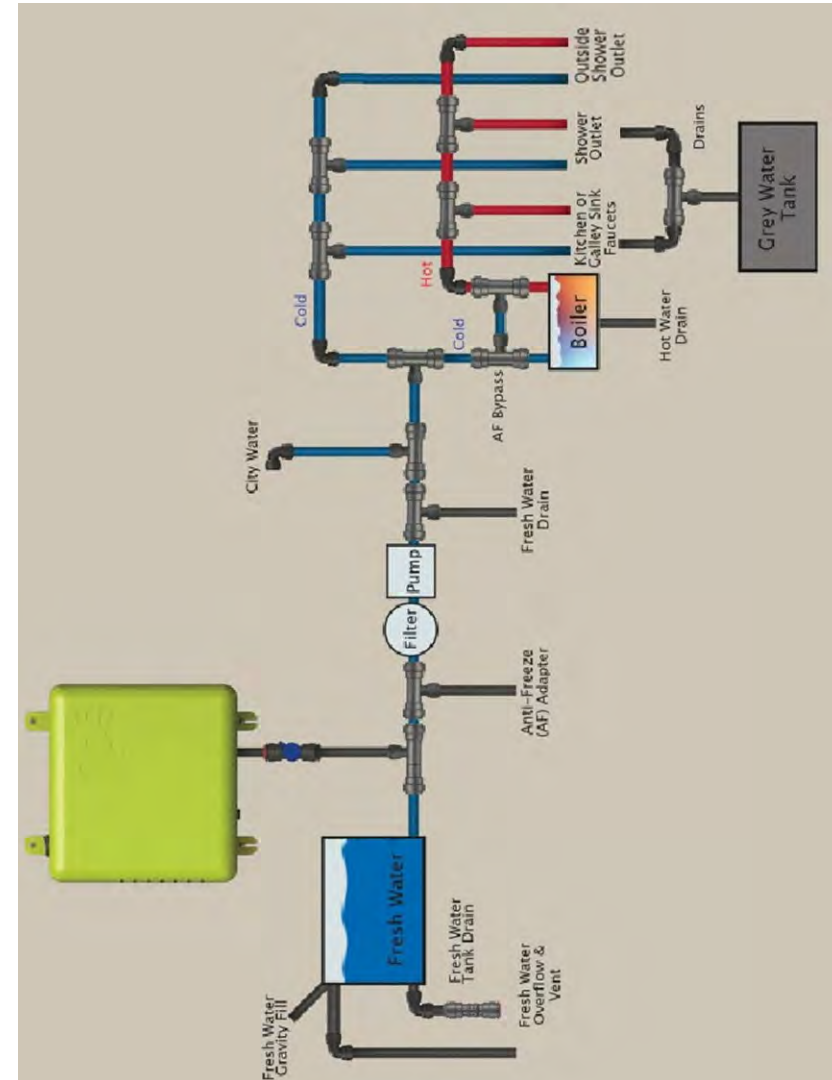 Fresh Water
Gravity Fill
Fresh Water
Fresh Water
Tank Drain
Fresh Water
Overflow &
Vent
Anti-Freeze
(AF) Adapter
Filter
Pump
Fresh Water
Drain
City Water
Cold
Hot
Cold
AF Bypass
Boiler
Hot Water
Drain
Kitchen or
Galley Sink
Faucets
Shower
Outlet
Outside
Shower
Outlet
Drains
Grey Water
Tank